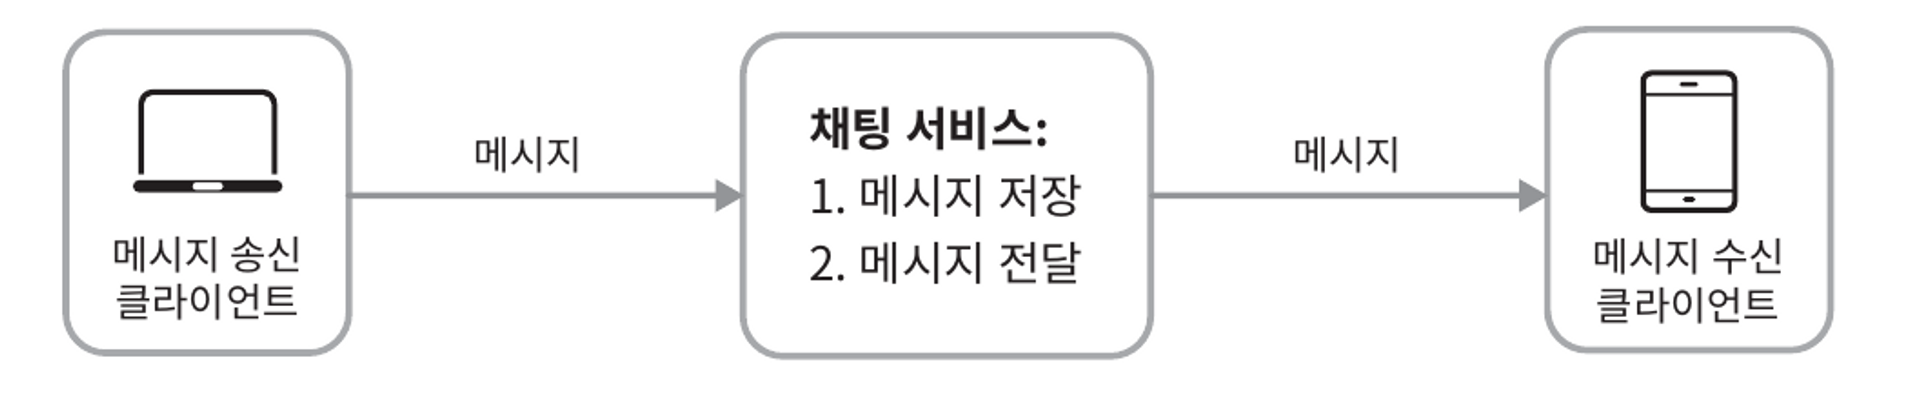 메시지 송신
클라이언트
메시지
채팅 서비스:
1. 메시지 저장
2. 메시지 전달
메시지
메시지 수신
클라이언트